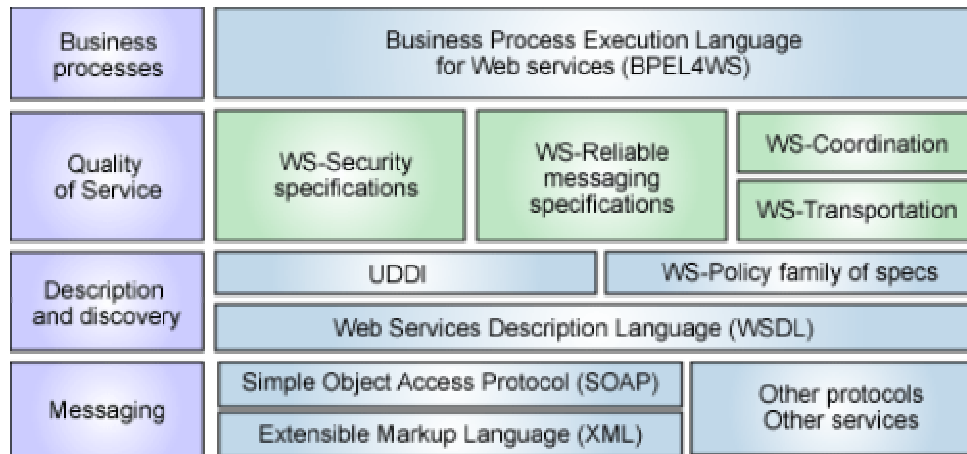 Business
processes
Business Process Execution Language
for Web services (BPEL4WS)
Quality
of Service
WS-Security
specifications
WS-Reliable
messaging
specifications
WS-Coordination
WS-Transportation
Description
and discovery
UDDI
WS-Policy family of specs
Web Services Description Language (WSDL)
Messaging
Simple Object Access Protocol (SOAP)
Extensible Markup Language (XML)
Other protocols
Other services